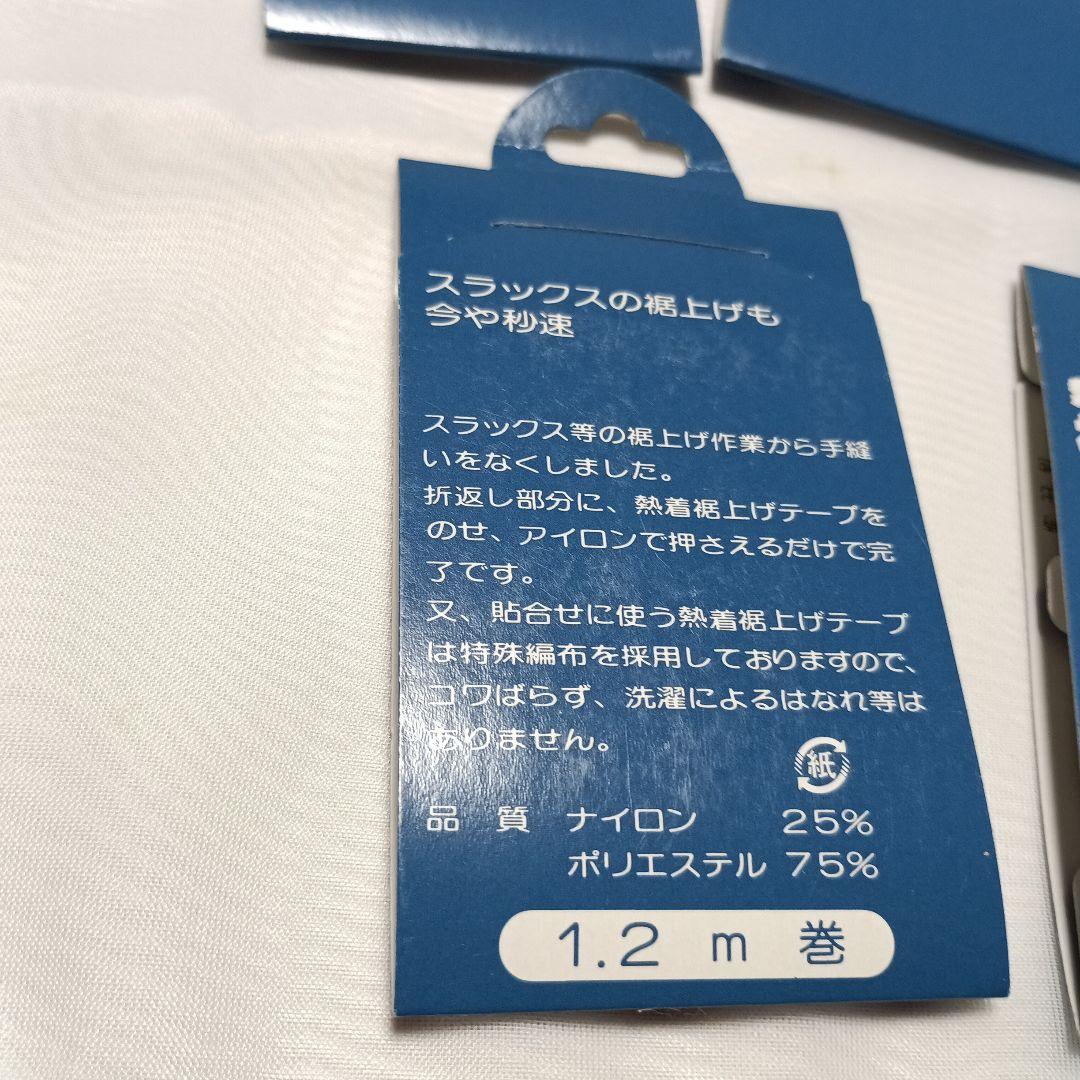 スラックスの裾上げも
今や秒速
スラックス等の裾上げ作業から手縫
いをなくしました。
折返し部分に、熱着裾上げテープを
のせ、アイロンで押さえるだけで完
了です。
又、貼合せに使う熱着裾上げテープ
は特殊編布を採用しておりますので、
コワばらず、洗濯によるはなれ等は
ありません。
紙
品 質 ナイロン 25%
ポリエステル 75%
1.2 m 巻